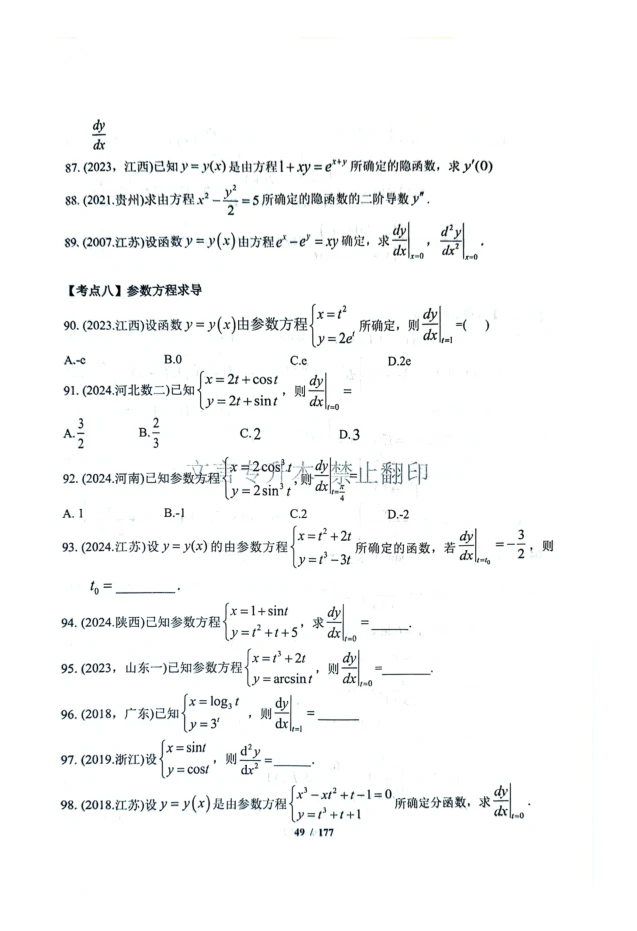 dy/dx
87. (2023，江西)已知 y = y(x) 是由方程 1 + xy = e^{x+y} 所确定的隐函数，求 y′(0)
88. (2021.贵州)求由方程 x² − y²/2 = 5 所确定的隐函数的二阶导数 y″ .
89. (2007.江苏)设函数 y = y(x) 由方程 e^x − e^y = xy 确定，求 dy/dx|_{x=0} ，d²y/dx²|_{x=0} .
【考点八】参数方程求导
90. (2023.江西)设函数 y = y(x) 由参数方程 { x = t² y = 2e^t 所确定，则 dy/dx|_{t=1} =( )
A.-e B.0 C.e D.2e
91. (2024.河北数二)已知 { x = 2t + cos t y = 2t + sin t ，则 dy/dx|_{t=0} =
A. 3/2 B. 2/3 C. 2 D. 3
92. (2024.河南)已知参数方程 { x = 2cos³ t y = 2sin³ t ,则 dy/dx|_{t=π/4} =
文言专升本 禁止翻印
A. 1 B.-1 C.2 D.-2
93. (2024.江苏)设 y = y(x) 的由参数方程 { x = t² + 2t y = t³ − 3t 所确定的函数，若 dy/dx|_{t=t₀} = −3/2 ，则
t₀ = ________ .
94. (2024.陕西)已知参数方程 { x = 1 + sin t y = t² + t + 5 ，求 dy/dx|_{t=0} = ______.
95. (2023，山东一)已知参数方程 { x = t³ + 2t y = arcsin t ，则 dy/dx|_{t=0} = ________.
96. (2018，广东)已知 { x = log₃ t y = 3^t ，则 dy/dx|_{t=1} = ______
97. (2019.浙江)设 { x = sin t y = cos t ，则 d²y/dx² = ______.
98. (2018.江苏)设 y = y(x) 是由参数方程 { x³ − xt² + t − 1 = 0 y = t³ + t + 1 所确定分函数，求 dy/dx|_{t=0} .
49 / 177